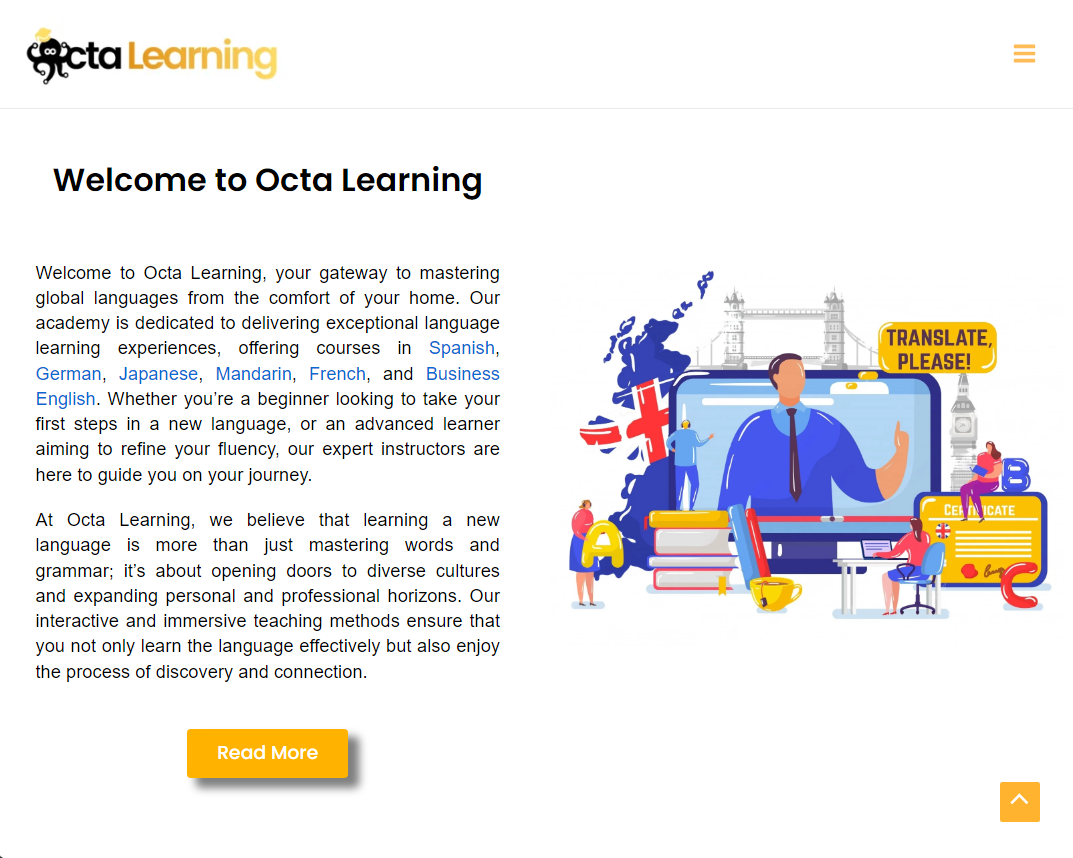 Octa Learning
Welcome to Octa Learning
Welcome to Octa Learning, your gateway to mastering
global languages from the comfort of your home. Our
academy is dedicated to delivering exceptional language
learning experiences, offering courses in Spanish,
German, Japanese, Mandarin, French, and Business
English. Whether you’re a beginner looking to take your
first steps in a new language, or an advanced learner
aiming to refine your fluency, our expert instructors are
here to guide you on your journey.
At Octa Learning, we believe that learning a new
language is more than just mastering words and
grammar; it’s about opening doors to diverse cultures
and expanding personal and professional horizons. Our
interactive and immersive teaching methods ensure that
you not only learn the language effectively but also enjoy
the process of discovery and connection.
Read More
TRANSLATE,
PLEASE!
B
CERTIFICATE
A
C